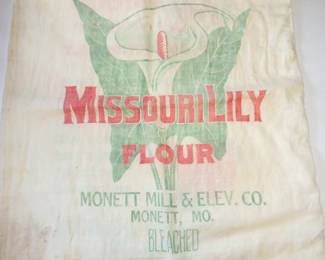 MISSOURI LILY
FLOUR
MONETT MILL & ELEV. CO.
MONETT, MO.
BLEACHED